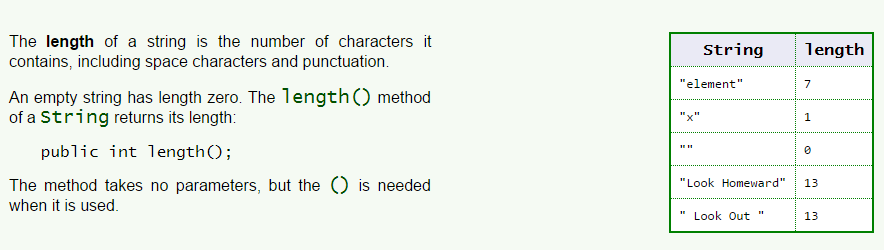 The length of a string is the number of characters it
contains, including space characters and punctuation.
An empty string has length zero. The length() method
of a String returns its length:
public int length();
The method takes no parameters, but the () is needed
when it is used.
String length
"element" 7
"x" 1
"" 0
"Look Homeward" 13
" Look Out " 13